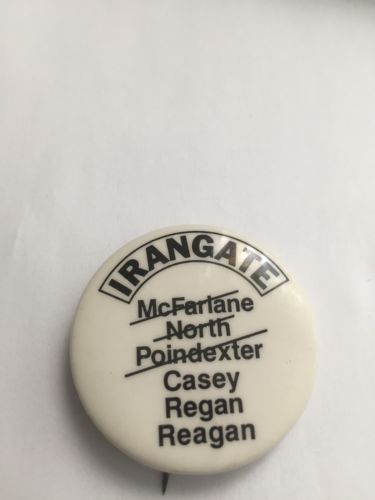 IRANGATE
McFarlane
North
Poindexter
Casey
Regan
Reagan